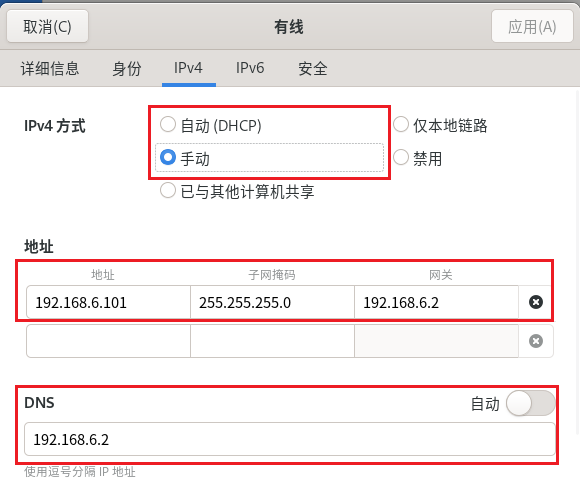 取消(C) 有线 应用(A)
详细信息 身份 IPv4 IPv6 安全
IPv4 方式 自动 (DHCP) 仅本地链路
手动 禁用
已与其他计算机共享
地址
地址 子网掩码 网关
192.168.6.101 255.255.255.0 192.168.6.2
DNS 自动
192.168.6.2
使用逗号分隔 IP 地址